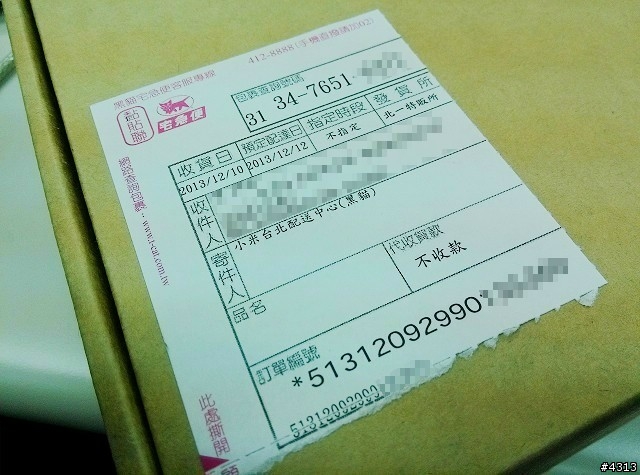 黑貓宅急便客服專線 412-8888(手機直撥請加02)
黏貼聯
宅急便
包裹查詢號碼
31 34-7651
收貨日 預定配達日 指定時段 發貨所
2013/12/10 2013/12/12 不指定 北一特販所
收件人
寄件人 小米台北配送中心(黑貓)
品名
代收貨款
不收款
訂單編號
*51312092990
網路查詢包裹:www.t-cat.com.tw
此處撕開
#4313